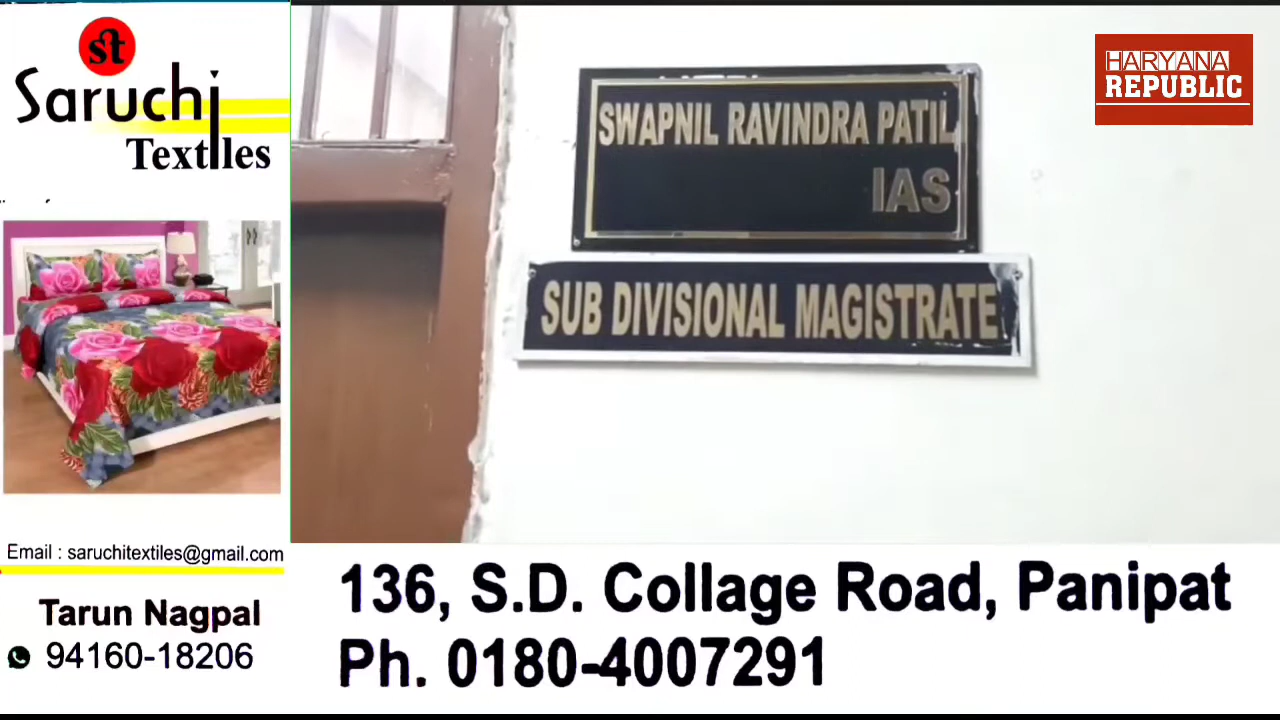 st
Saruchi
Textiles
Email : saruchitextiles@gmail.com
Tarun Nagpal
94160-18206
SWAPNIL RAVINDRA PATIL
IAS
SUB DIVISIONAL MAGISTRATE
HARYANA
REPUBLIC
136, S.D. Collage Road, Panipat
Ph. 0180-4007291